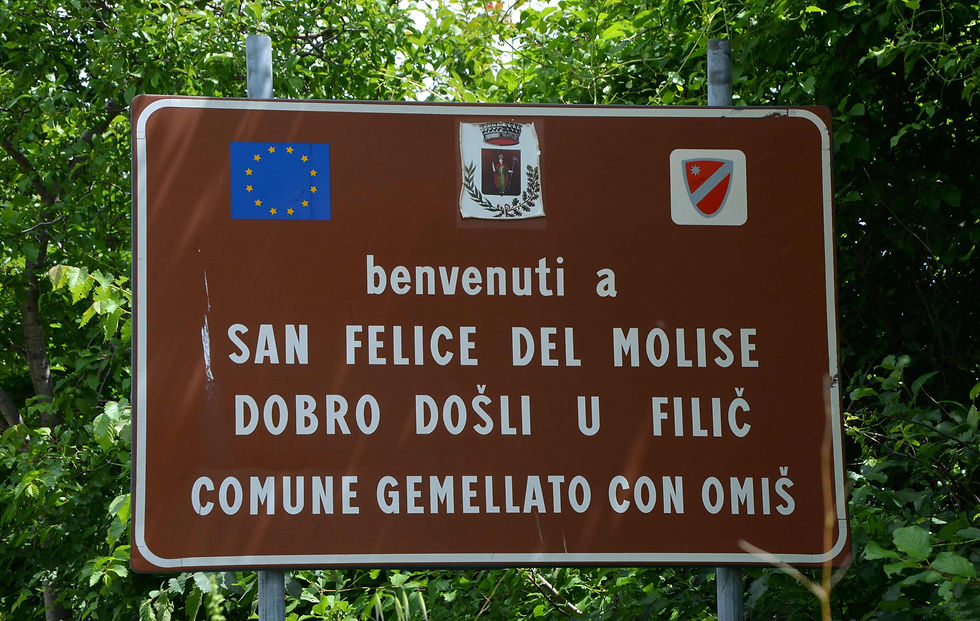 benvenuti a
SAN FELICE DEL MOLISE
DOBRO DOŠLI U FILIČ
COMUNE GEMELLATO CON OMIŠ